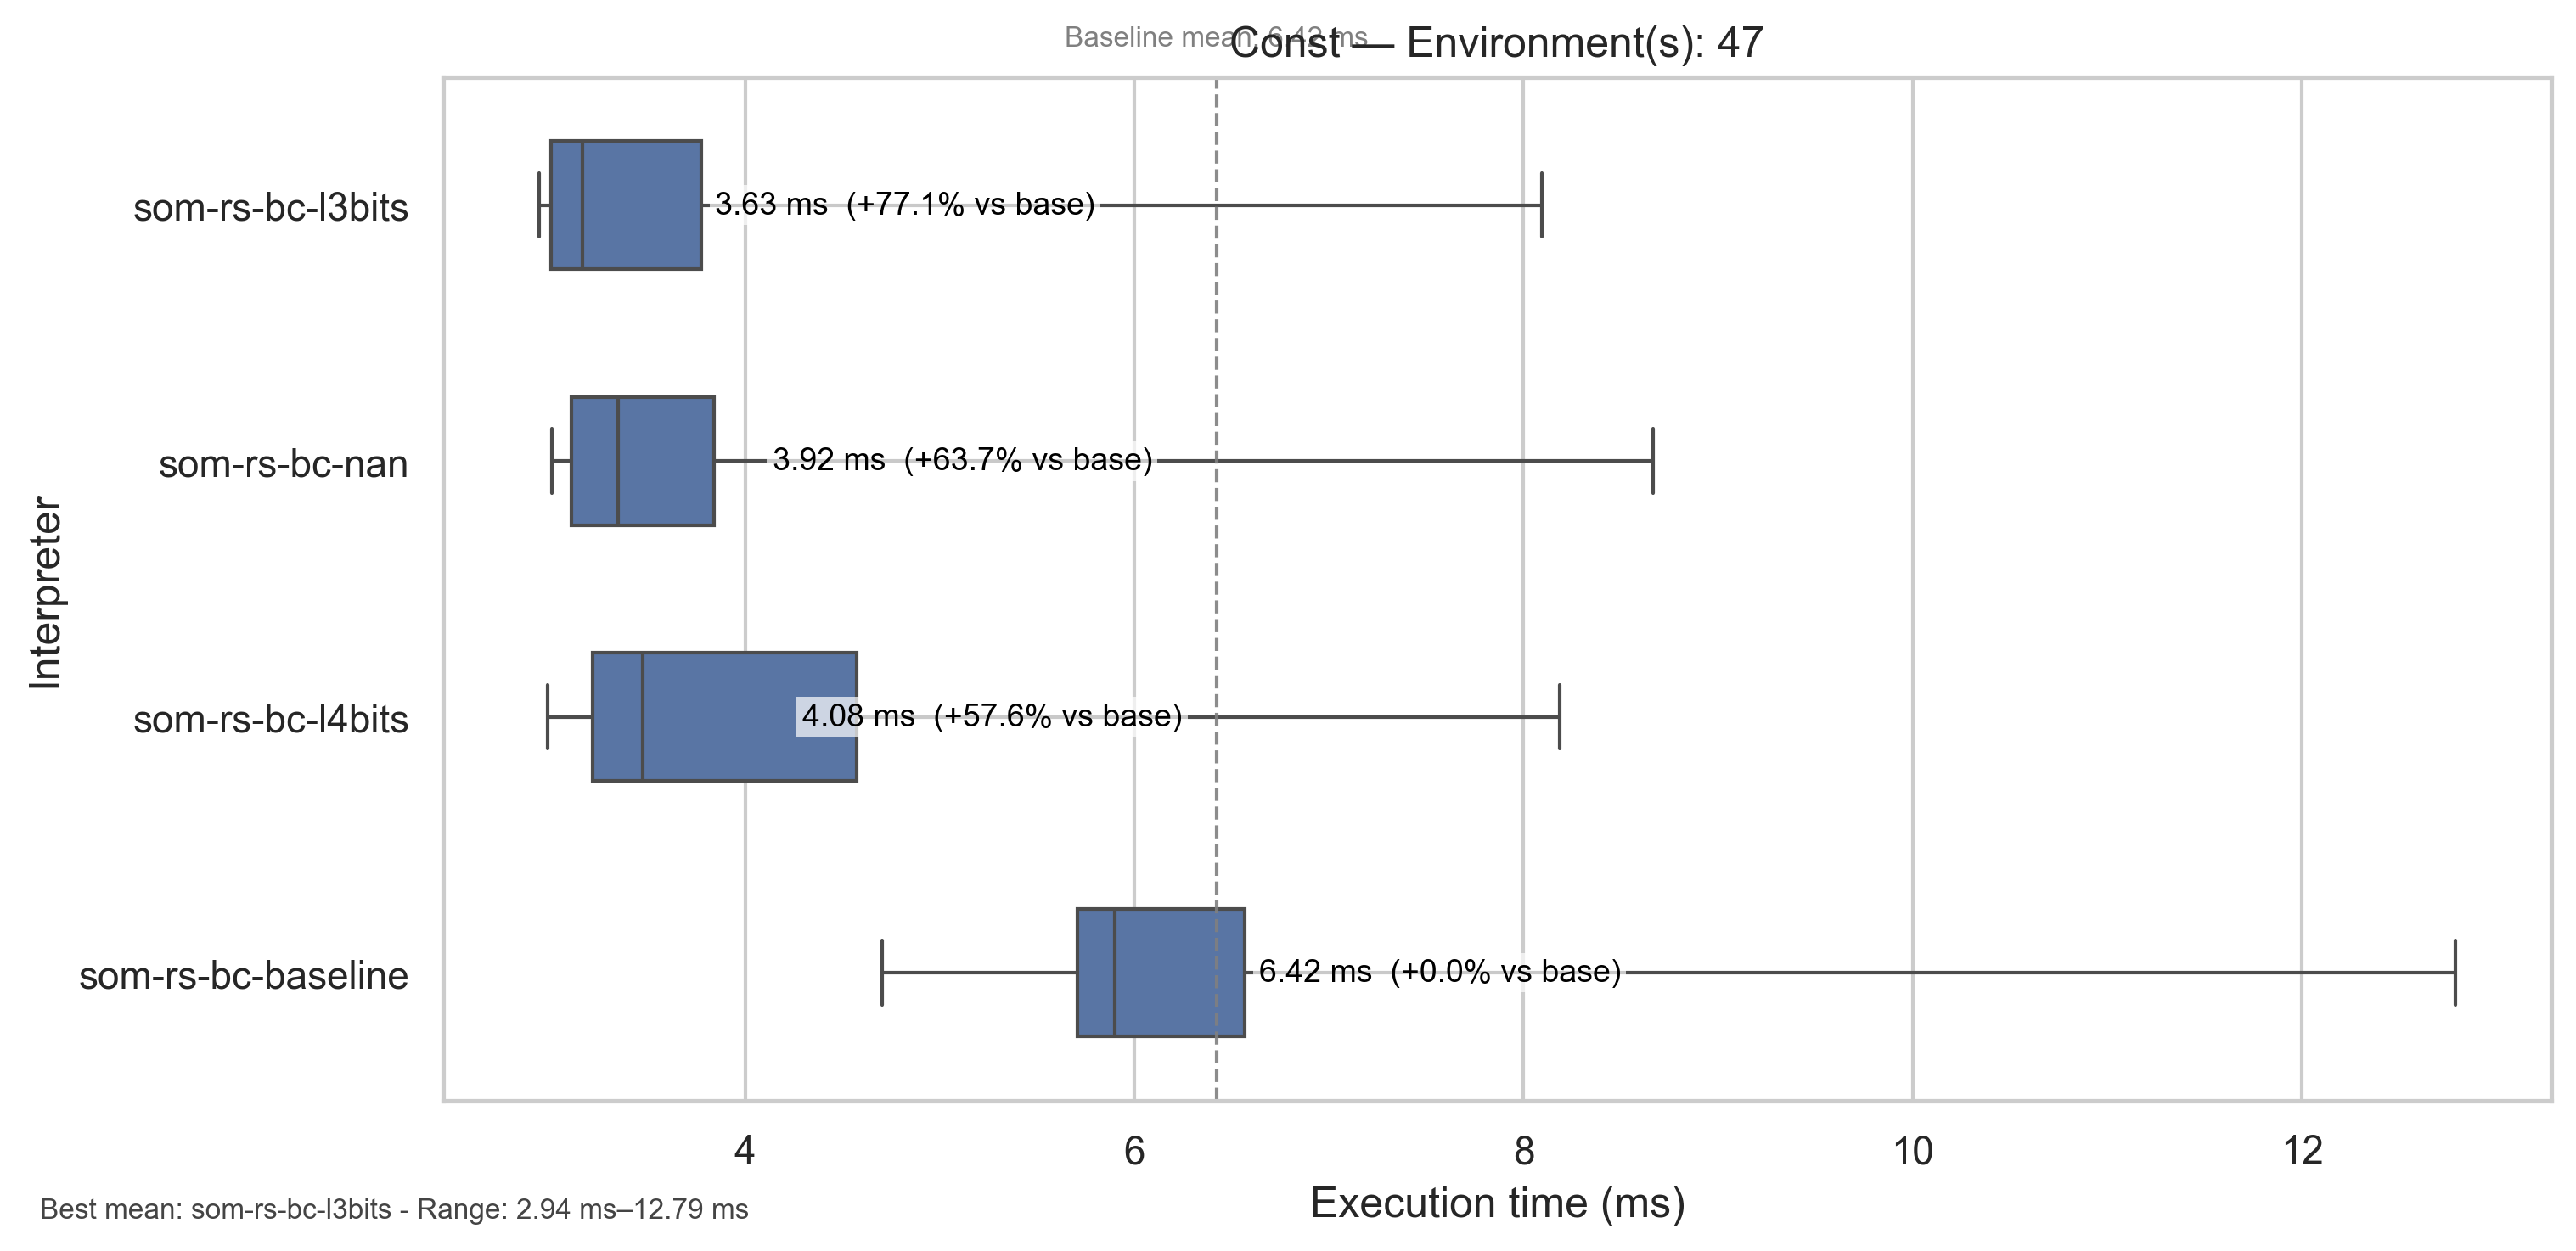 Baseline mean: 6.42 ms
Const — Environment(s): 47
som-rs-bc-l3bits
3.63 ms (+77.1% vs base)
som-rs-bc-nan
3.92 ms (+63.7% vs base)
Interpreter
som-rs-bc-l4bits
4.08 ms (+57.6% vs base)
som-rs-bc-baseline
6.42 ms (+0.0% vs base)
4 6 8 10 12
Execution time (ms)
Best mean: som-rs-bc-l3bits - Range: 2.94 ms–12.79 ms